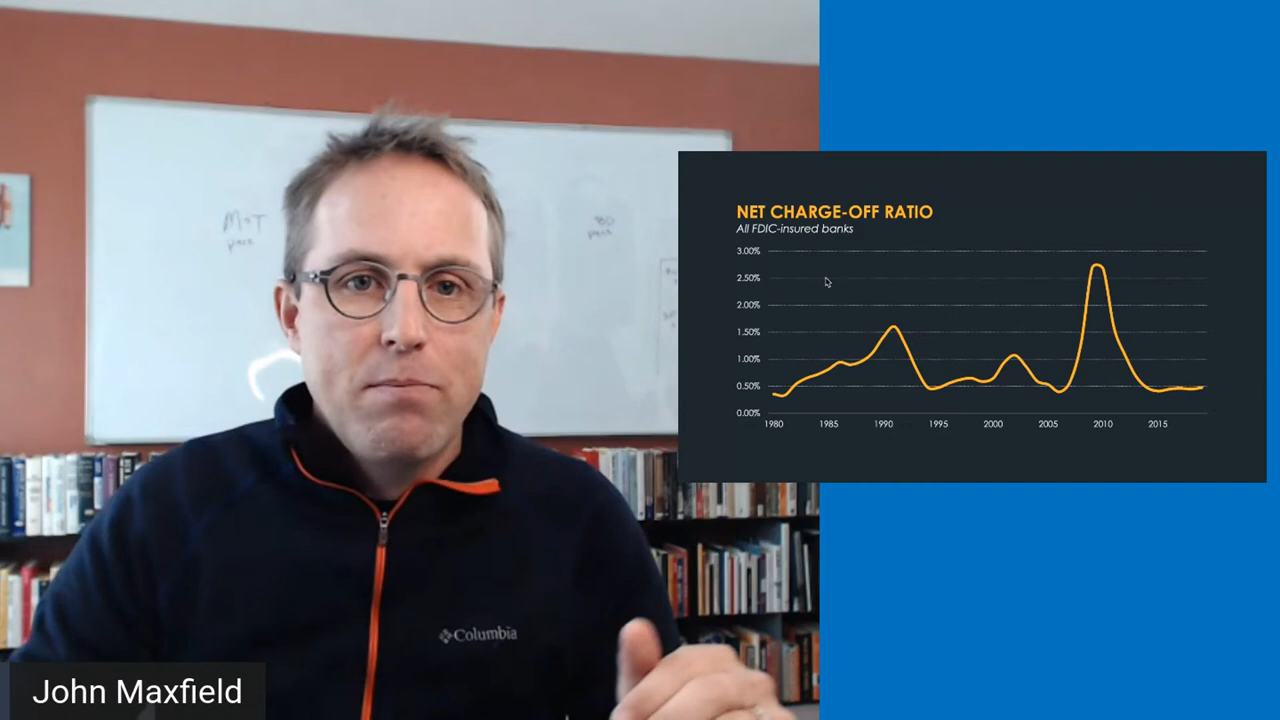 M&T
pass
NET CHARGE-OFF RATIO
All FDIC-insured banks
3.00%
2.50%
2.00%
1.50%
1.00%
0.50%
0.00%
1980 1985 1990 1995 2000 2005 2010 2015
Columbia
John Maxfield